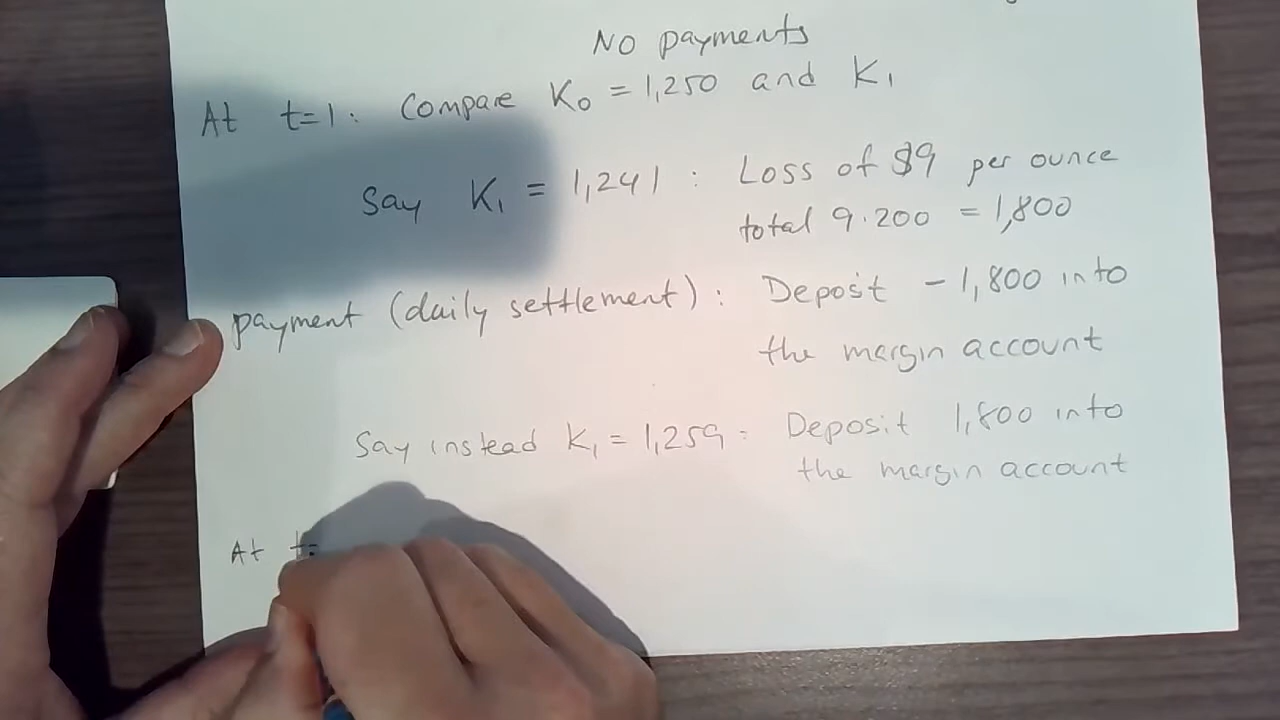 No payments
At t=1: Compare K₀ = 1,250 and K₁
Say K₁ = 1,241 : Loss of $9 per ounce
total 9·200 = 1,800
payment (daily settlement) : Deposit - 1,800 into
the margin account
Say instead K₁ = 1,259 : Deposit 1,800 into
the margin account
At t=